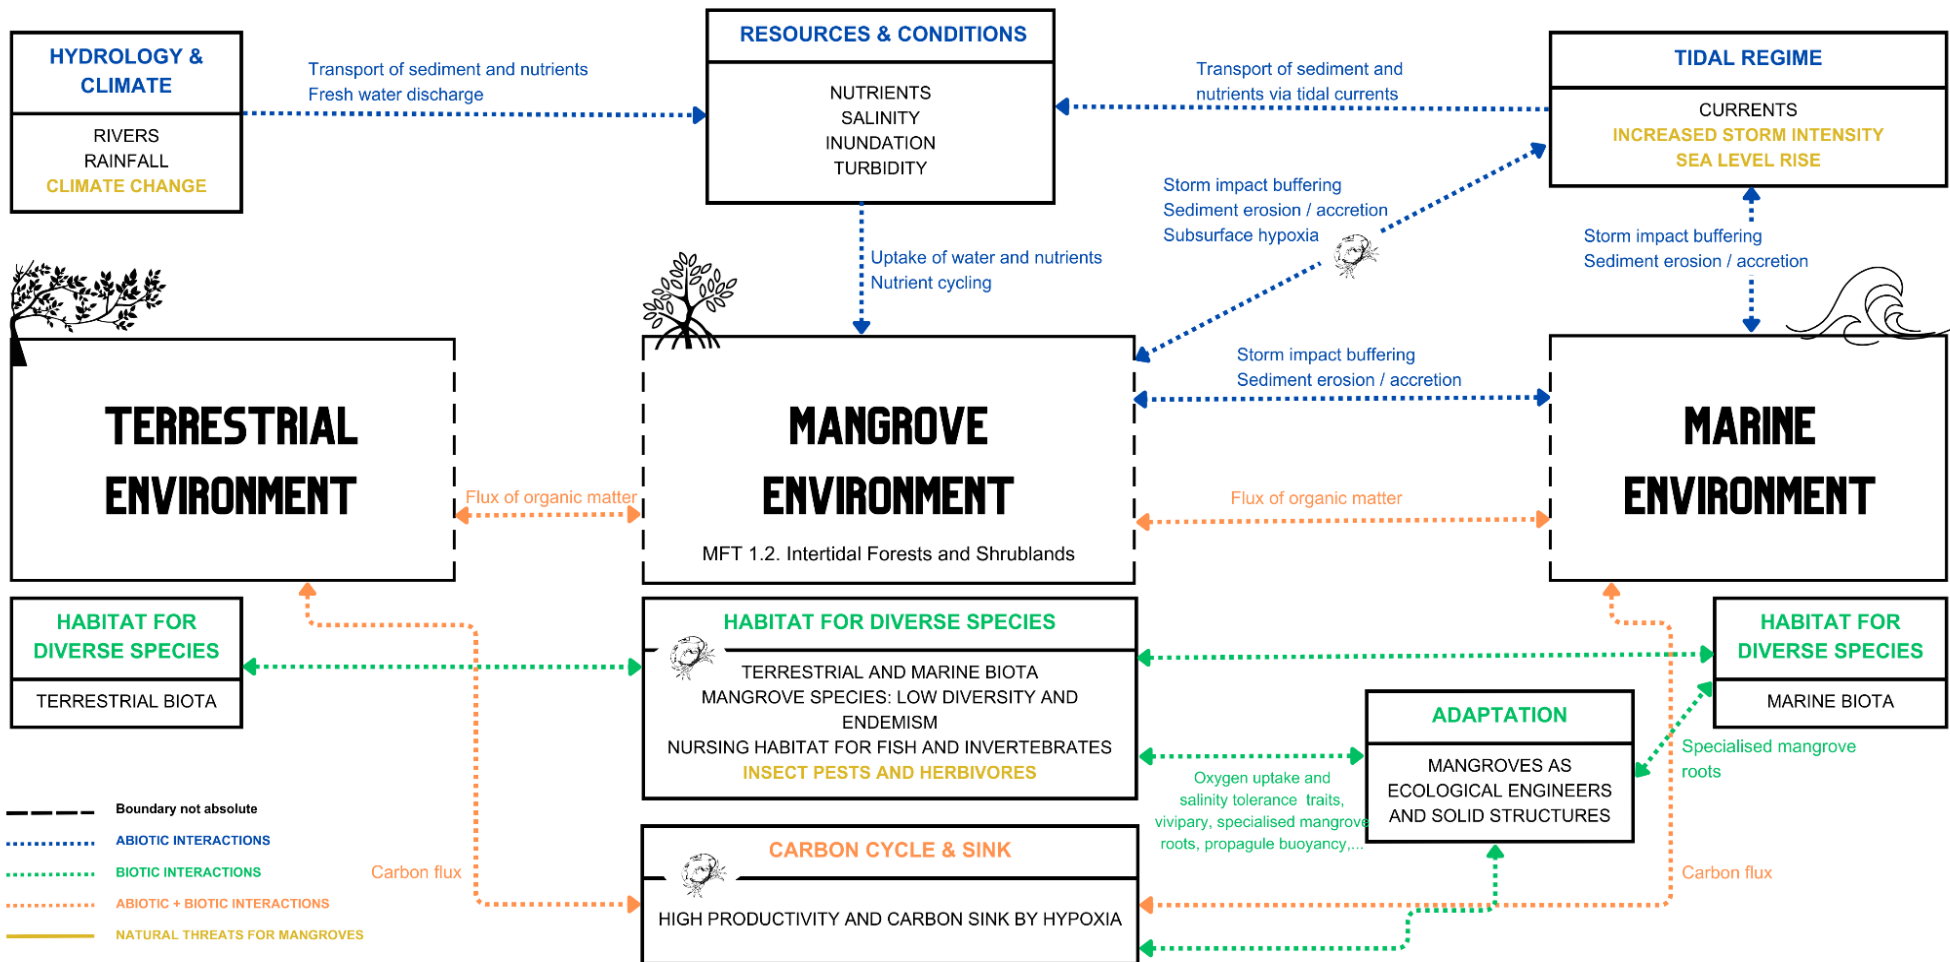 HYDROLOGY &
CLIMATE
RIVERS
RAINFALL
CLIMATE CHANGE
Transport of sediment and nutrients
Fresh water discharge
RESOURCES & CONDITIONS
NUTRIENTS
SALINITY
INUNDATION
TURBIDITY
Transport of sediment and
nutrients via tidal currents
TIDAL REGIME
CURRENTS
INCREASED STORM INTENSITY
SEA LEVEL RISE
Storm impact buffering
Sediment erosion / accretion
Subsurface hypoxia
Storm impact buffering
Sediment erosion / accretion
Uptake of water and nutrients
Nutrient cycling
Storm impact buffering
Sediment erosion / accretion
TERRESTRIAL
ENVIRONMENT
Flux of organic matter
MANGROVE
ENVIRONMENT
MFT 1.2. Intertidal Forests and Shrublands
Flux of organic matter
MARINE
ENVIRONMENT
HABITAT FOR
DIVERSE SPECIES
TERRESTRIAL BIOTA
HABITAT FOR DIVERSE SPECIES
TERRESTRIAL AND MARINE BIOTA
MANGROVE SPECIES: LOW DIVERSITY AND
ENDEMISM
NURSING HABITAT FOR FISH AND INVERTEBRATES
INSECT PESTS AND HERBIVORES
HABITAT FOR
DIVERSE SPECIES
MARINE BIOTA
ADAPTATION
MANGROVES AS
ECOLOGICAL ENGINEERS
AND SOLID STRUCTURES
Specialised mangrove
roots
Oxygen uptake and
salinity tolerance traits,
vivipary, specialised mangrove
roots, propagule buoyancy,...
CARBON CYCLE & SINK
HIGH PRODUCTIVITY AND CARBON SINK BY HYPOXIA
Carbon flux
Carbon flux
Boundary not absolute
ABIOTIC INTERACTIONS
BIOTIC INTERACTIONS
ABIOTIC + BIOTIC INTERACTIONS
NATURAL THREATS FOR MANGROVES